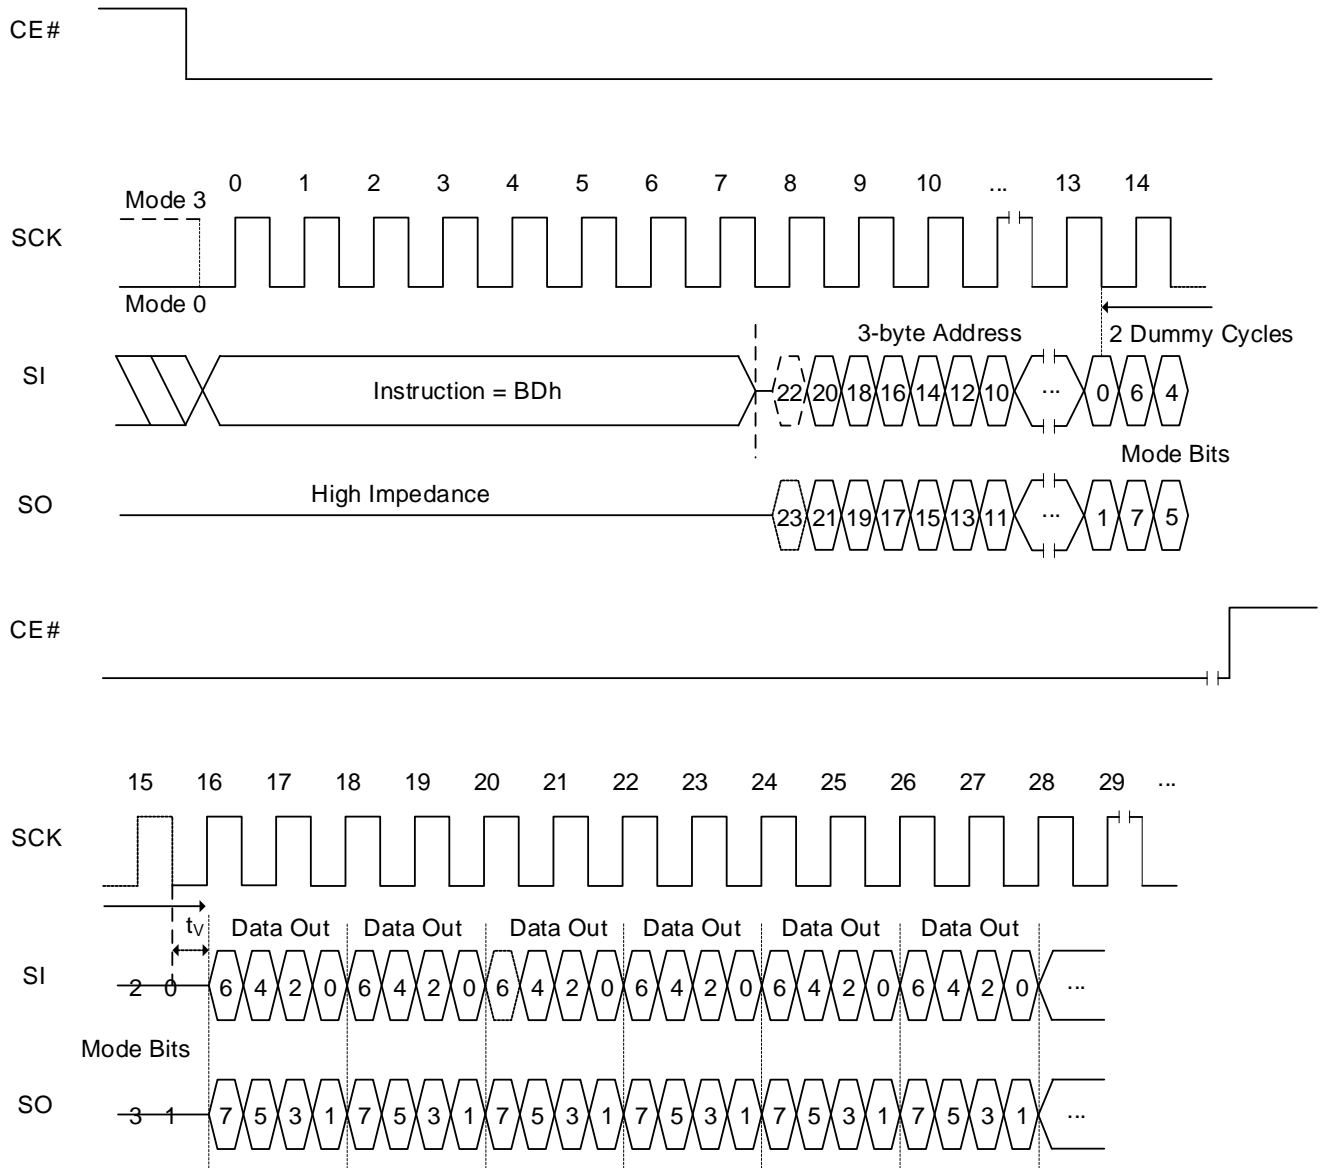 CE#
0 1 2 3 4 5 6 7 8 9 10 ... 13 14
Mode 3
SCK
Mode 0
3-byte Address 2 Dummy Cycles
SI
Instruction = BDh
22 20 18 16 14 12 10 ... 0 6 4
Mode Bits
High Impedance
SO
23 21 19 17 15 13 11 ... 1 7 5
CE#
15 16 17 18 19 20 21 22 23 24 25 26 27 28 29 ...
SCK
tV Data Out Data Out Data Out Data Out Data Out Data Out
SI
2 0 6 4 2 0 6 4 2 0 6 4 2 0 6 4 2 0 6 4 2 0 6 4 2 0 ...
Mode Bits
SO
3 1 7 5 3 1 7 5 3 1 7 5 3 1 7 5 3 1 7 5 3 1 7 5 3 1 ...